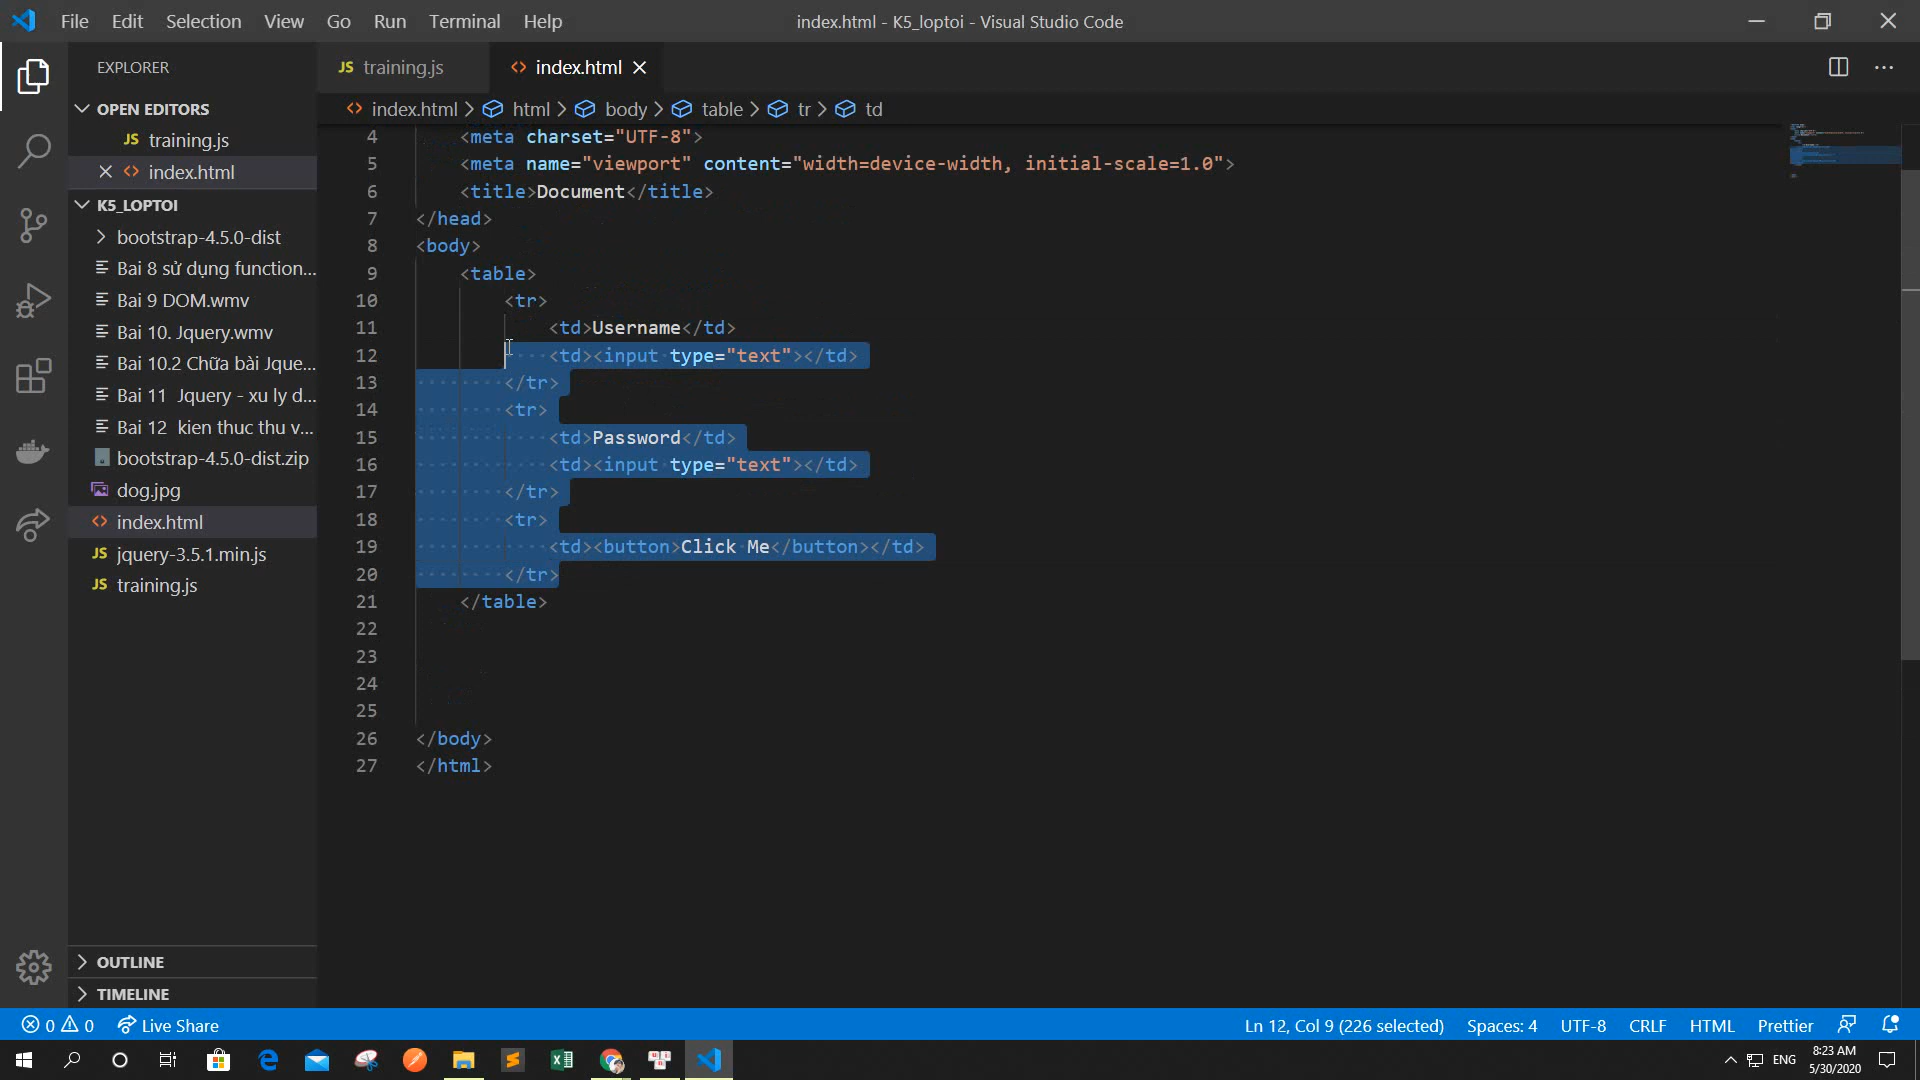 File Edit Selection View Go Run Terminal Help
index.html - K5_loptoi - Visual Studio Code
EXPLORER
OPEN EDITORS
JS training.js
index.html
K5_LOPTOI
bootstrap-4.5.0-dist
Bai 8 sử dụng function...
Bai 9 DOM.wmv
Bai 10. Jquery.wmv
Bai 10.2 Chữa bài Jque...
Bai 11 Jquery - xu ly d...
Bai 12 kien thuc thu v...
bootstrap-4.5.0-dist.zip
dog.jpg
index.html
JS jquery-3.5.1.min.js
JS training.js
OUTLINE
TIMELINE
JS training.js
index.html
index.html > html > body > table > tr > td
4 <meta charset="UTF-8">
5 <meta name="viewport" content="width=device-width, initial-scale=1.0">
6 <title>Document</title>
7 </head>
8 <body>
9 <table>
10 <tr>
11 <td>Username</td>
12 <td><input type="text"></td>
13 </tr>
14 <tr>
15 <td>Password</td>
16 <td><input type="text"></td>
17 </tr>
18 <tr>
19 <td><button>Click Me</button></td>
20 </tr>
21 </table>
22
23
24
25
26 </body>
27 </html>
0 0 Live Share
Ln 12, Col 9 (226 selected) Spaces: 4 UTF-8 CRLF HTML Prettier
ENG
8:23 AM
5/30/2020